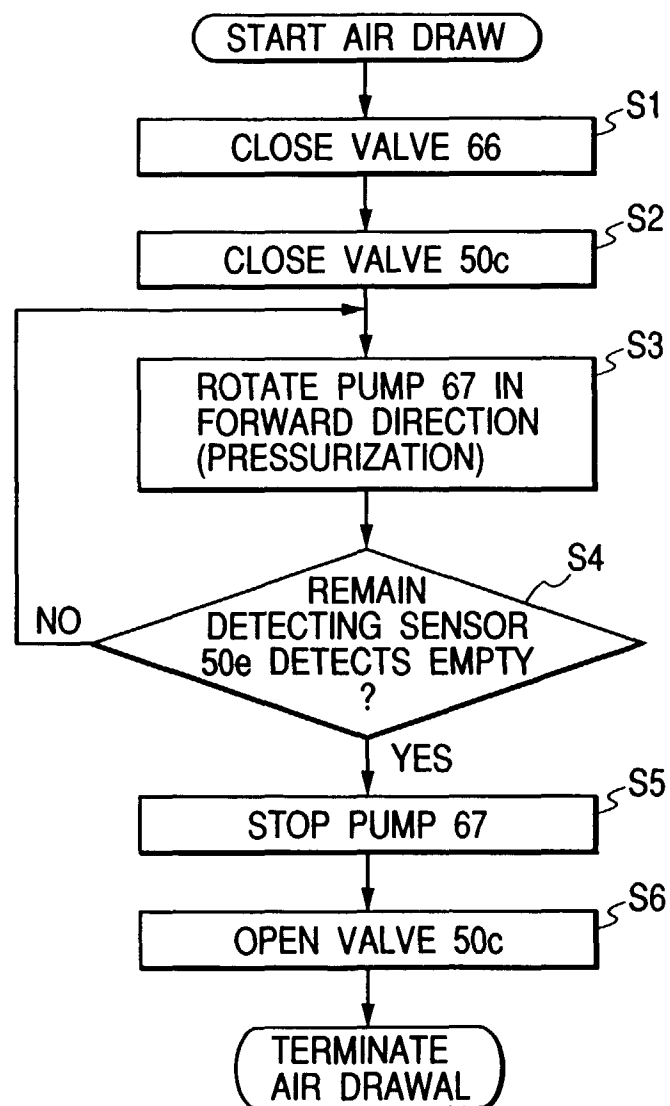 START AIR DRAW
S1
CLOSE VALVE 66
S2
CLOSE VALVE 50c
S3
ROTATE PUMP 67 IN
FORWARD DIRECTION
(PRESSURIZATION)
S4
REMAIN
DETECTING SENSOR
50e DETECTS EMPTY
?
NO
YES
S5
STOP PUMP 67
S6
OPEN VALVE 50c
TERMINATE
AIR DRAWAL